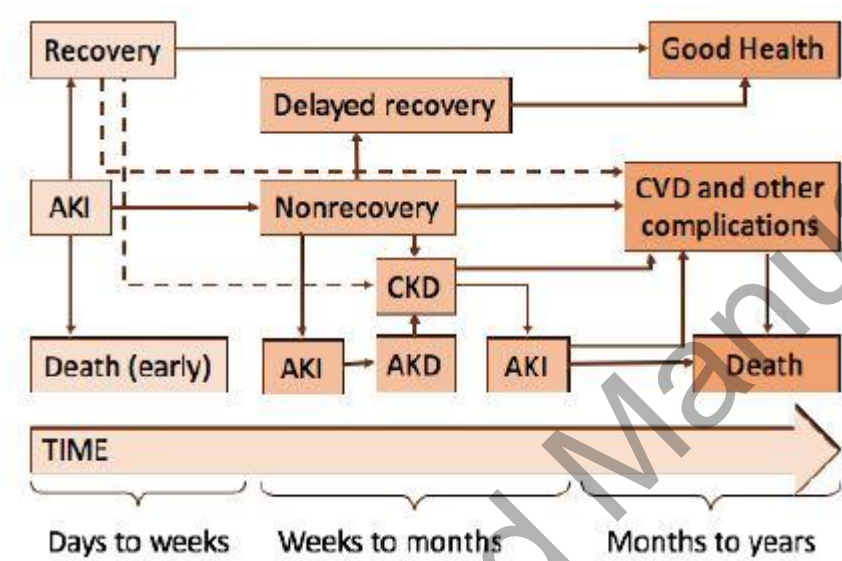 Recovery
Good Health
Delayed recovery
AKI
Nonrecovery
CVD and other
complications
CKD
Death (early)
AKI
AKD
AKI
Death
TIME
Days to weeks
Weeks to months
Months to years